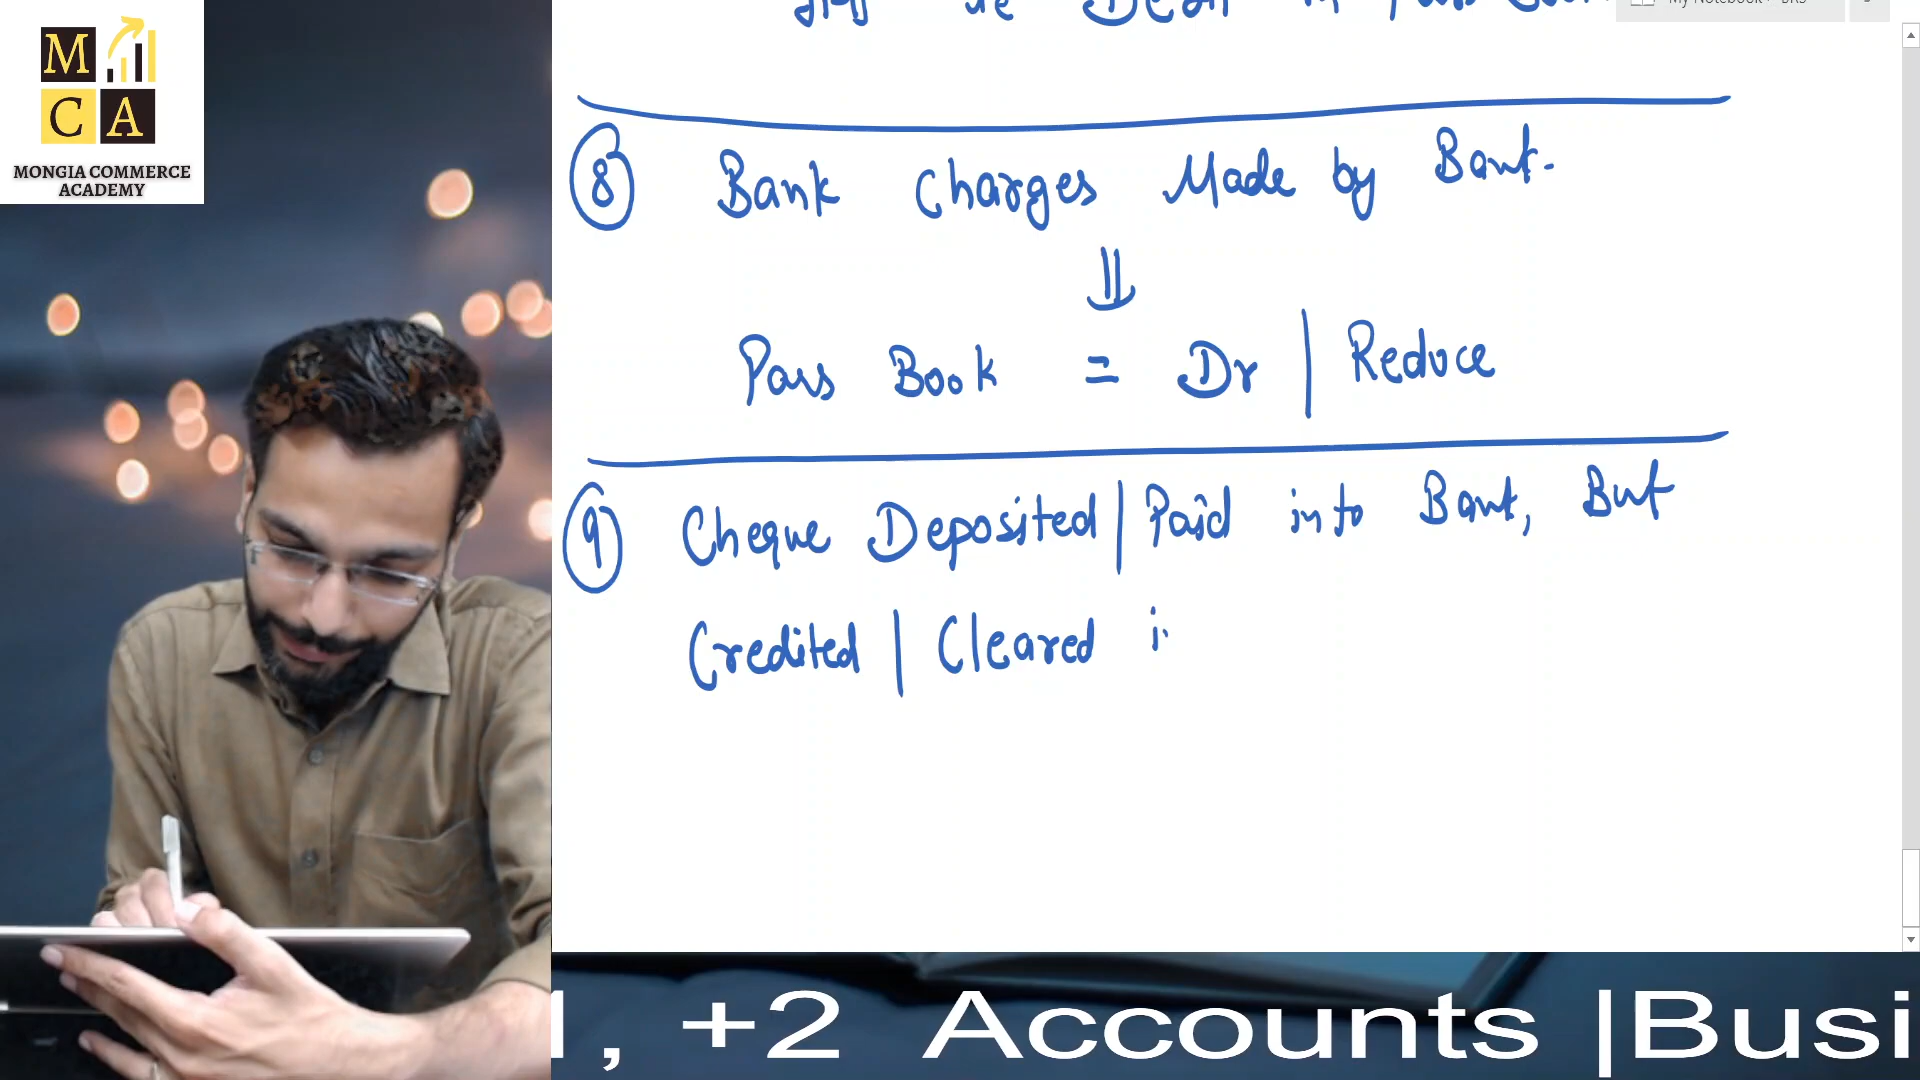 M
C A
MONGIA COMMERCE
ACADEMY
8 Bank Charges Made by Bank.
Pass Book = Dr | Reduce
9 Cheque Deposited | Paid into Bank, But
Credited | Cleared i
, +2 Accounts |Busi